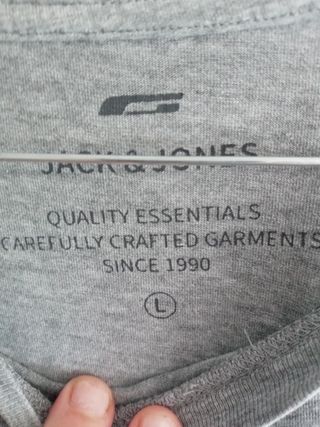 JACK & JONES
QUALITY ESSENTIALS
CAREFULLY CRAFTED GARMENTS
SINCE 1990
L